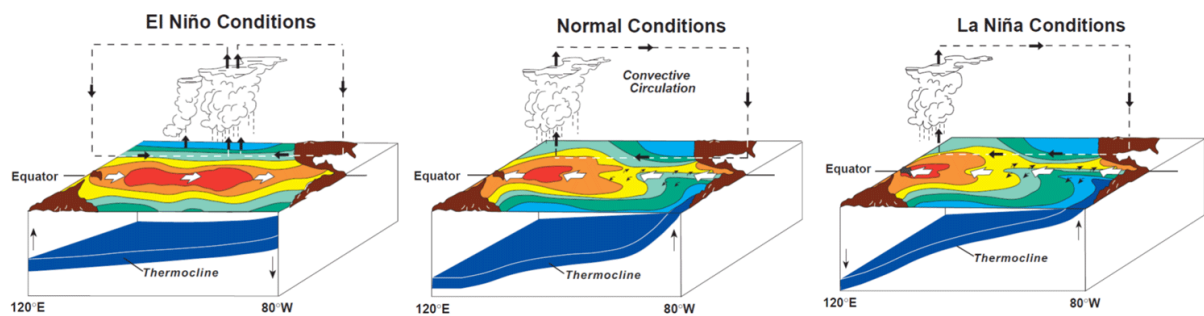 El Niño Conditions
Equator
Thermocline
120°E
80°W
Normal Conditions
Convective
Circulation
Equator
Thermocline
120°E
80°W
La Niña Conditions
Equator
Thermocline
120°E
80°W